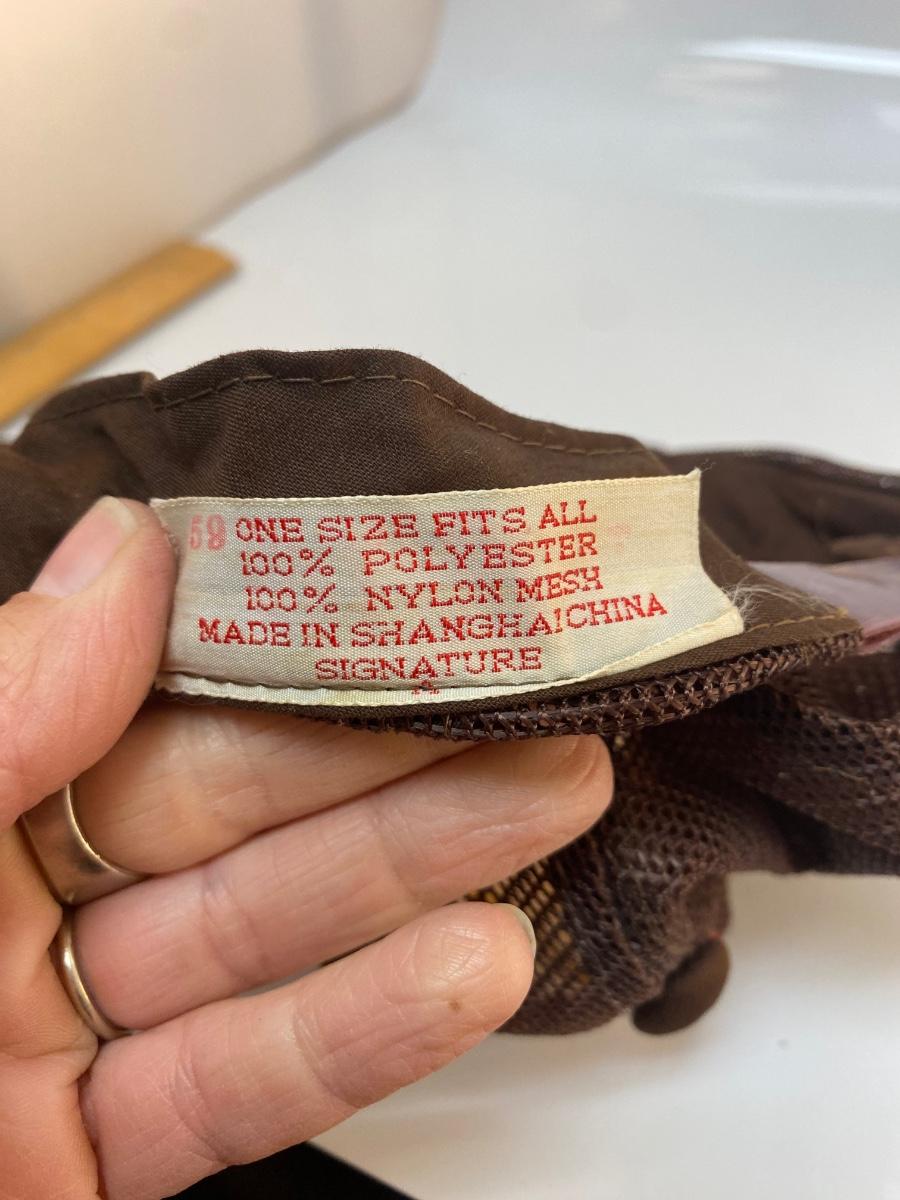 59 ONE SIZE FITS ALL
100% POLYESTER
100% NYLON MESH
MADE IN SHANGHAI CHINA
SIGNATURE